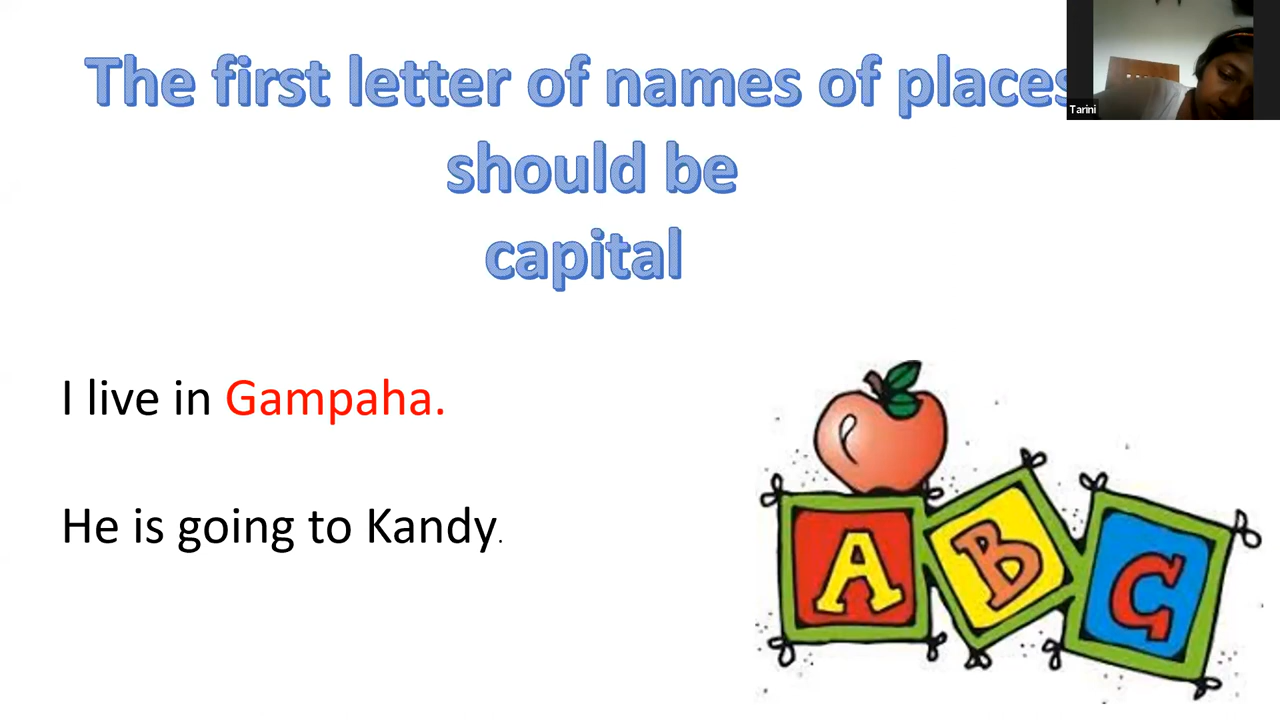 The first letter of names of places
should be
capital
Tarini
I live in Gampaha.
He is going to Kandy.
A B C